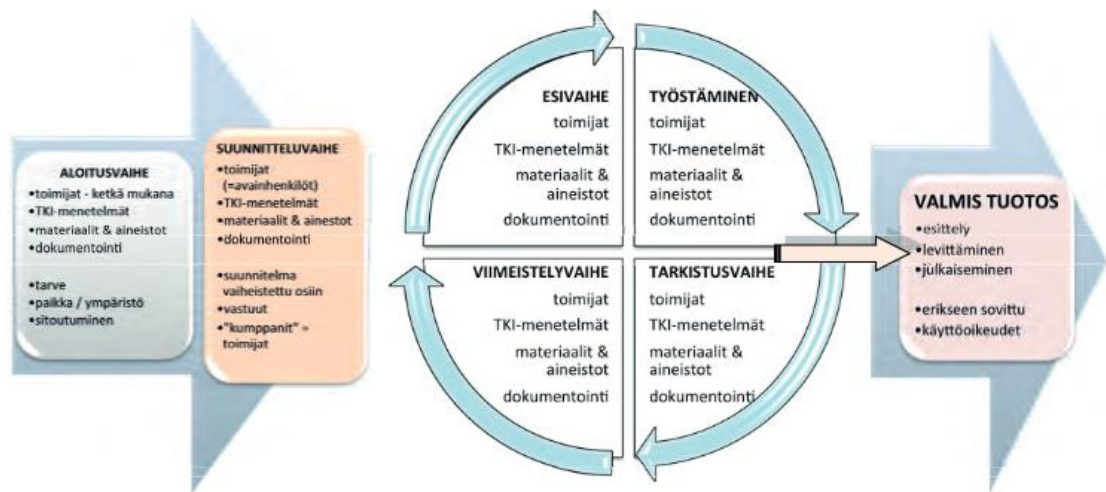 ALOITUSVAIHE
•toimijat - ketkä mukana
•TKI-menetelmät
•materiaalit & aineistot
•dokumentointi
•tarve
•paikka / ympäristö
•sitoutuminen
SUUNNITTELUVAIHE
•toimijat
(=avainhenkilöt)
•TKI-menetelmät
•materiaalit & ainestot
•dokumentointi
•suunnitelma
vaiheistettu osiin
•vastuut
•"kumppanit" =
toimijat
ESIVAIHE
toimijat
TKI-menetelmät
materiaalit &
aineistot
dokumentointi
TYÖSTÄMINEN
toimijat
TKI-menetelmät
materiaalit &
aineistot
dokumentointi
VIIMEISTELYVAIHE
toimijat
TKI-menetelmät
materiaalit &
aineistot
dokumentointi
TARKISTUSVAIHE
toimijat
TKI-menetelmät
materiaalit &
aineistot
dokumentointi
VALMIS TUOTOS
•esittely
•levittäminen
•julkaiseminen
•erikseen sovittu
•käyttöoikeudet